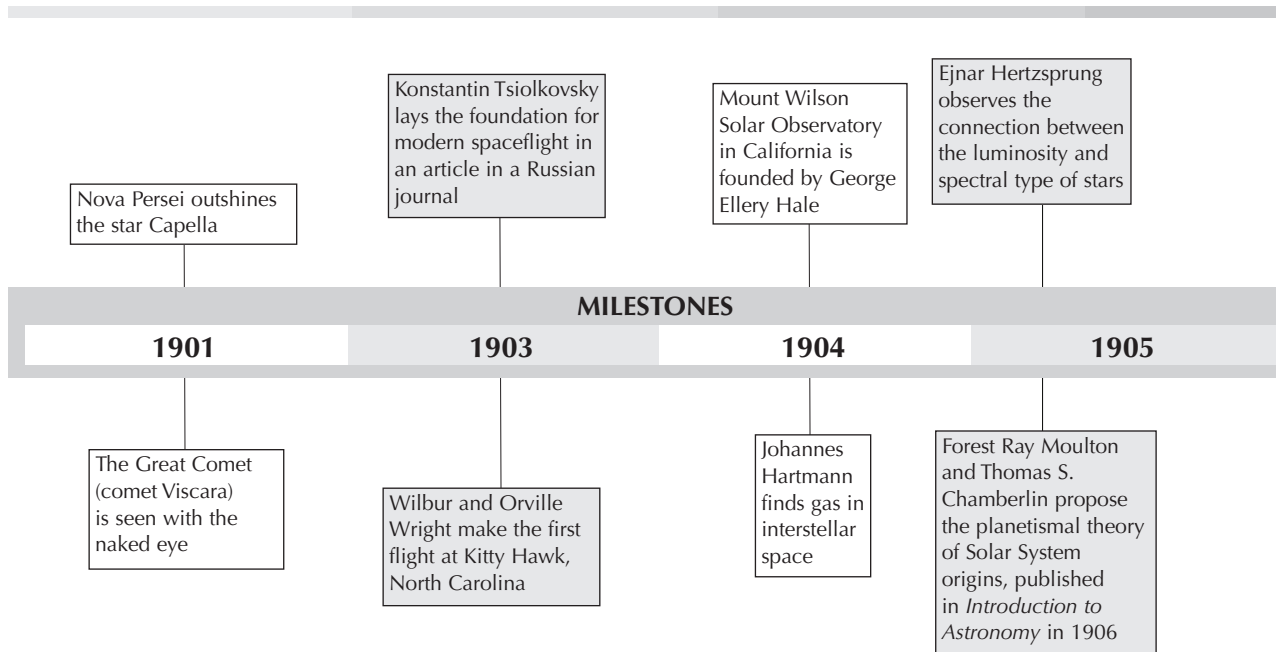 Nova Persei outshines
the star Capella
Konstantin Tsiolkovsky
lays the foundation for
modern spaceflight in
an article in a Russian
journal
Mount Wilson
Solar Observatory
in California is
founded by George
Ellery Hale
Ejnar Hertzsprung
observes the
connection between
the luminosity and
spectral type of stars
MILESTONES
1901
1903
1904
1905
The Great Comet
(comet Viscara)
is seen with the
naked eye
Wilbur and Orville
Wright make the first
flight at Kitty Hawk,
North Carolina
Johannes
Hartmann
finds gas in
interstellar
space
Forest Ray Moulton
and Thomas S.
Chamberlin propose
the planetismal theory
of Solar System
origins, published
in Introduction to
Astronomy in 1906